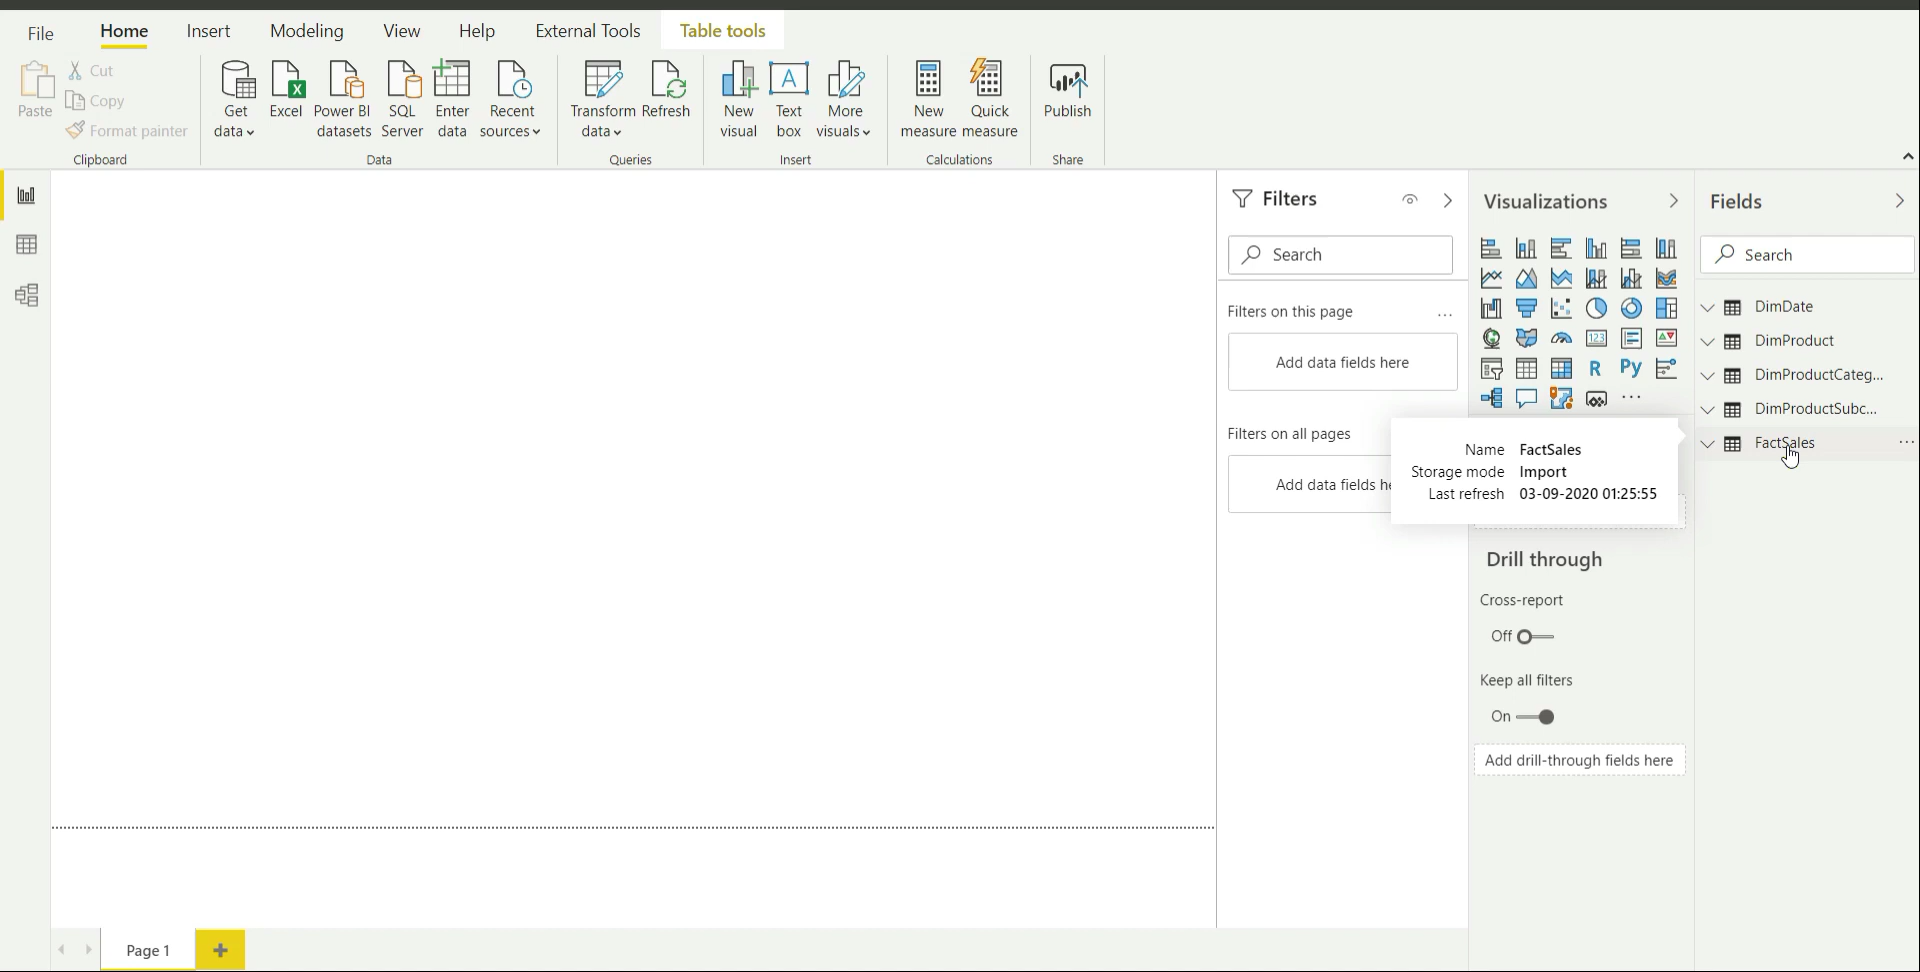 File
Home
Insert
Modeling
View
Help
External Tools
Table tools
Paste
Cut
Copy
Format painter
Clipboard
Get
data
Excel
Power BI
datasets
SQL
Server
Enter
data
Recent
sources
Data
Transform
data
Refresh
Queries
New
visual
A
Text
box
More
visuals
Insert
New
measure
Quick
measure
Calculations
Publish
Share
Filters
Search
Filters on this page
...
Add data fields here
Filters on all pages
Add data fields he
Visualizations
123
R
Py
...
Name FactSales
Storage mode Import
Last refresh 03-09-2020 01:25:55
Drill through
Cross-report
Off
Keep all filters
On
Add drill-through fields here
Fields
Search
DimDate
DimProduct
DimProductCateg...
DimProductSubc...
FactSales
...
Page 1